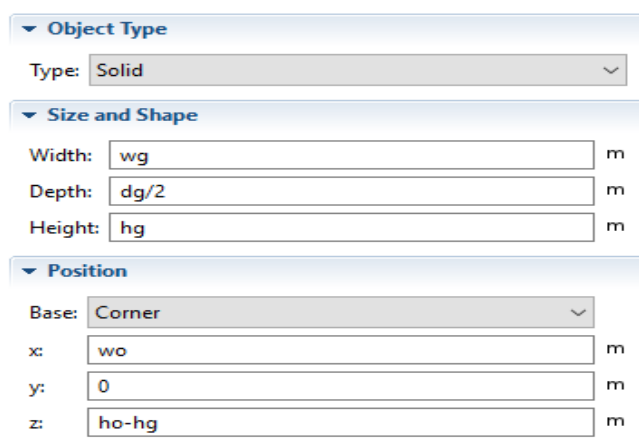 Object Type
Type: Solid
Size and Shape
Width: wg m
Depth: dg/2 m
Height: hg m
Position
Base: Corner
x: wo m
y: 0 m
z: ho-hg m